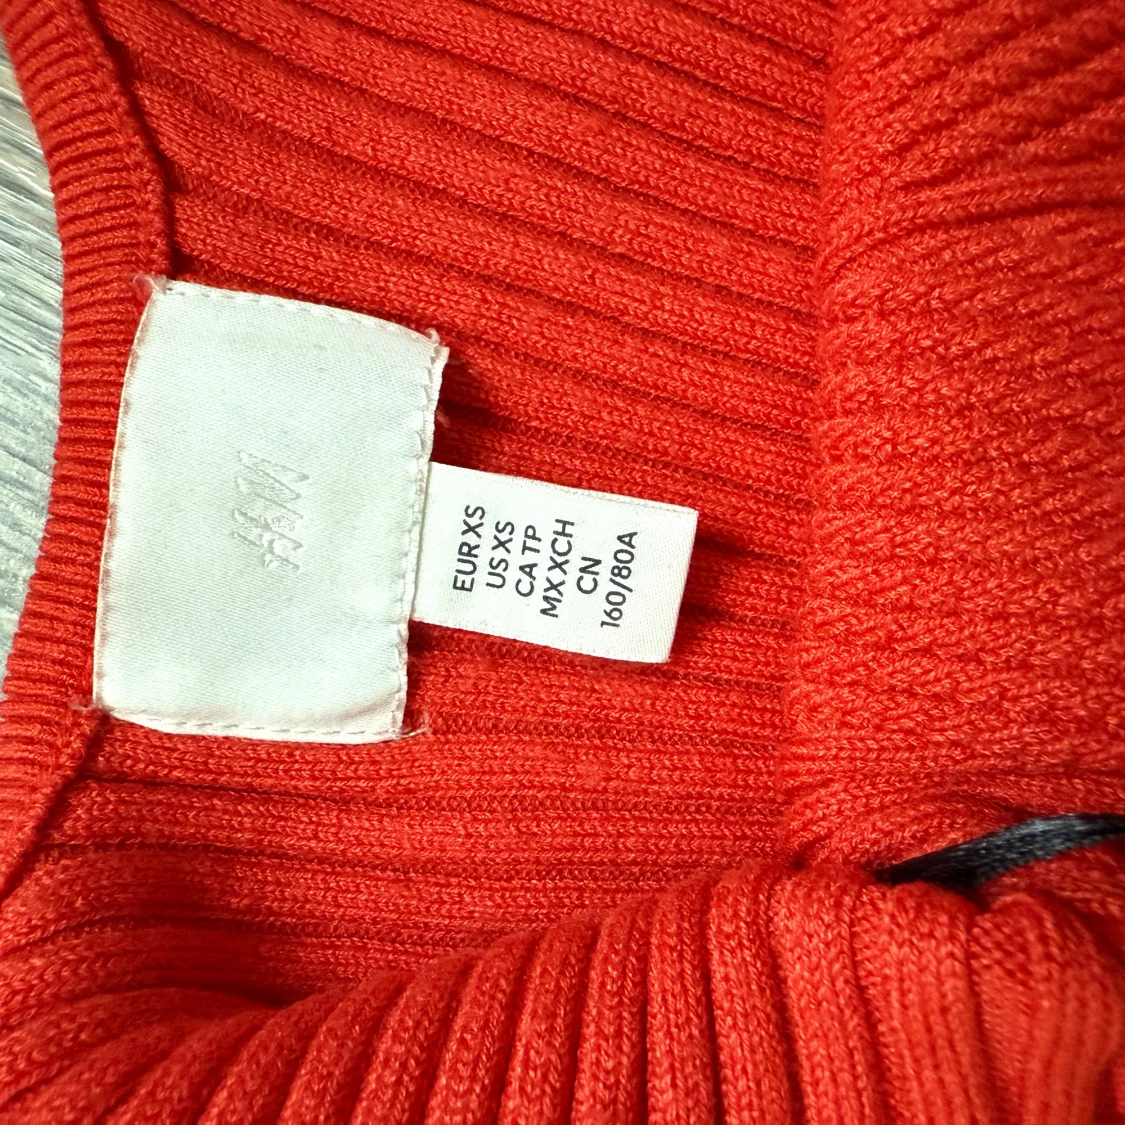 H&M
EUR XS
US XS
CA TP
MX XCH
CN
160/80A